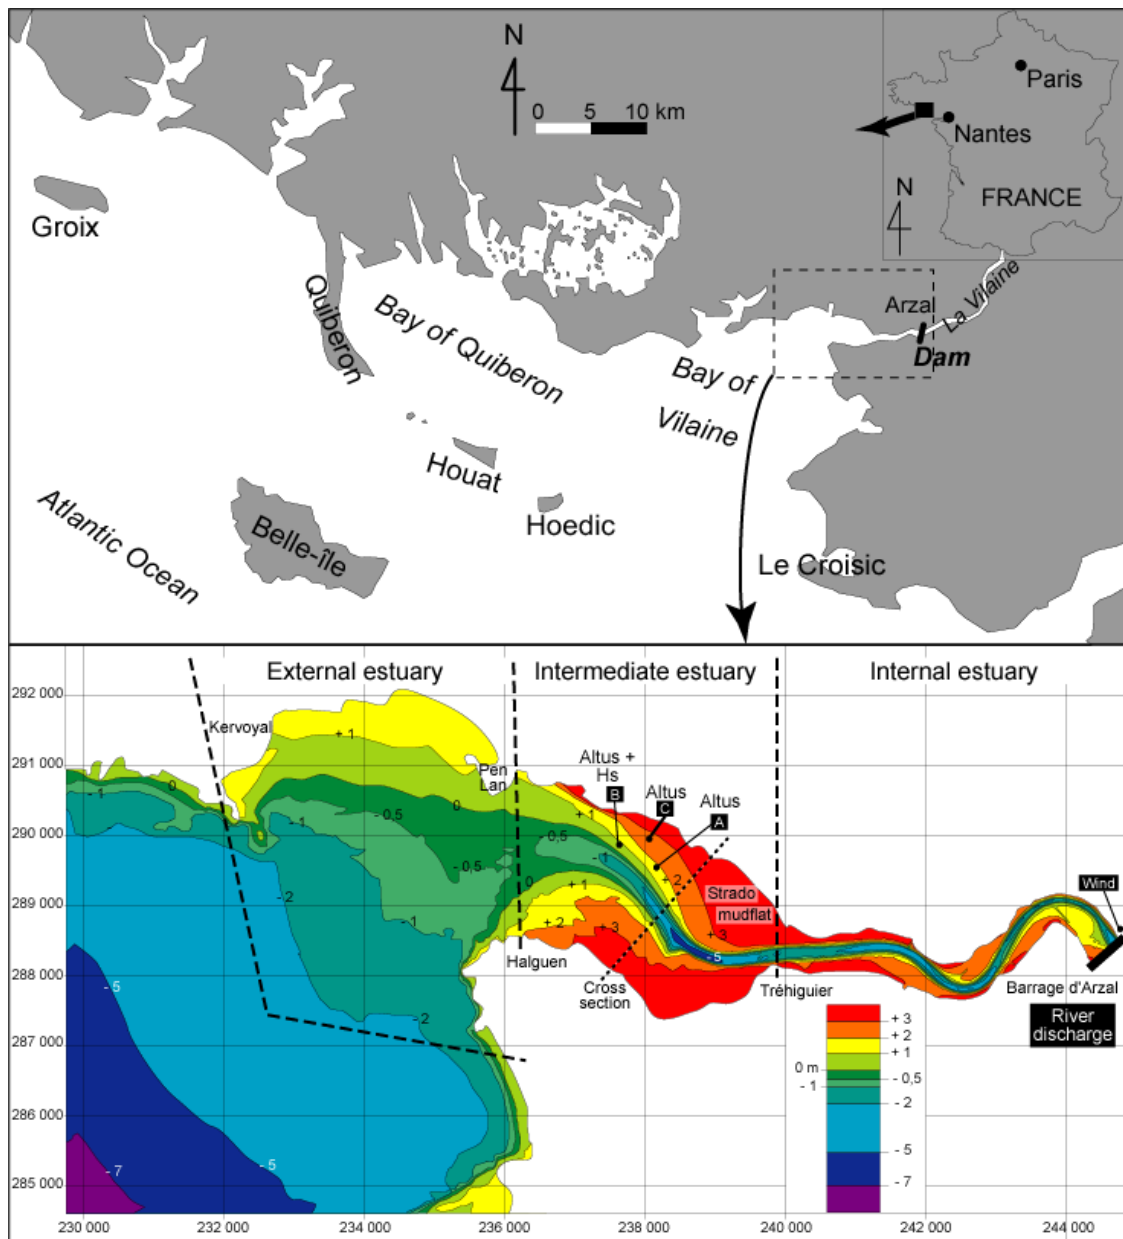 N
0 5 10 km
Paris
Nantes
N
FRANCE
Groix
Quiberon
Bay of Quiberon
Arzal
La Vilaine
Dam
Bay of
Vilaine
Houat
Hoedic
Atlantic Ocean
Belle-île
Le Croisic
External estuary
Intermediate estuary
Internal estuary
292 000
291 000
290 000
289 000
288 000
287 000
286 000
285 000
Kervoyal
+ 1
Pen
Lan
Altus +
Hs
B
Altus
C
Altus
A
0
- 1
- 1
- 0,5
0
+ 1
- 0,5
- 1
- 0,5
0
+ 1
+ 2
- 2
- 1
+ 2
+ 3
+ 3
- 5
Strado
mudflat
Wind
Halguen
Cross
section
Tréhiguier
Barrage d'Arzal
River
discharge
- 5
- 2
- 5
- 7
+ 3
+ 2
+ 1
0 m
- 0,5
- 1
- 2
- 5
- 7
230 000
232 000
234 000
236 000
238 000
240 000
242 000
244 000